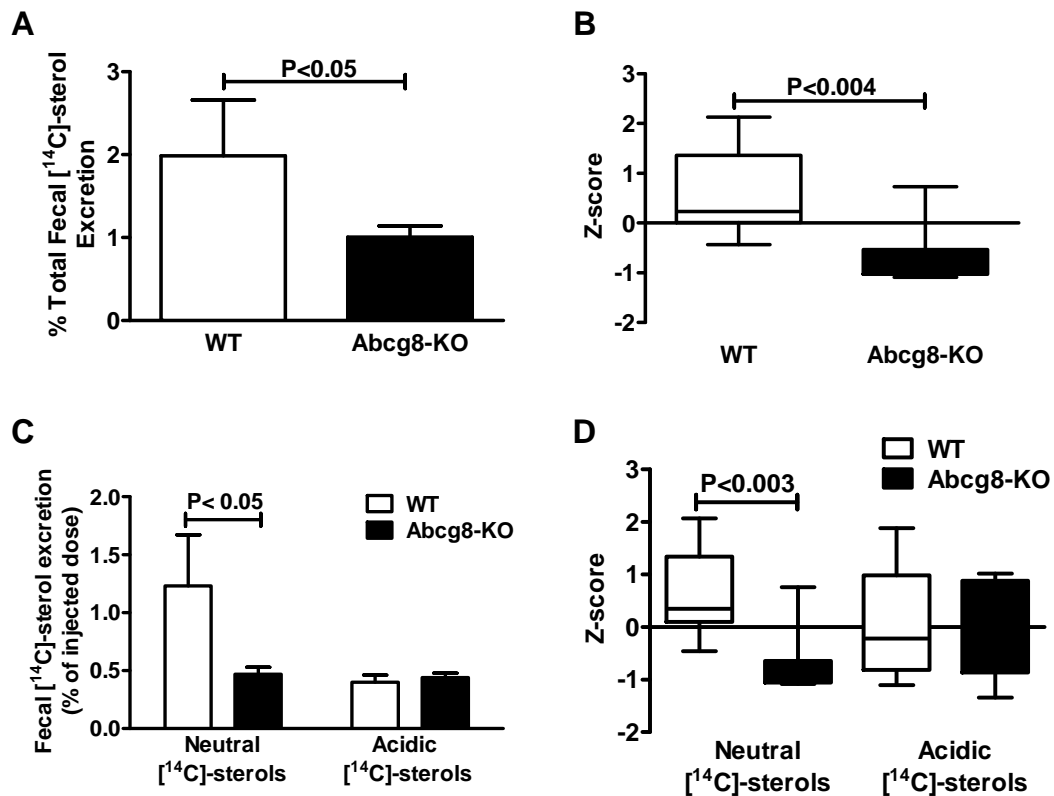 A
% Total Fecal [¹⁴C]-sterol
Excretion
3
2
1
0
P<0.05
WT
Abcg8-KO
B
Z-score
3
2
1
0
-1
-2
P<0.004
WT
Abcg8-KO
C
Fecal [¹⁴C]-sterol excretion
(% of injected dose)
2.0
1.5
1.0
0.5
0.0
P< 0.05
WT
Abcg8-KO
Neutral
[¹⁴C]-sterols
Acidic
[¹⁴C]-sterols
D
WT
Abcg8-KO
Z-score
3
2
1
0
-1
-2
P<0.003
Neutral
[¹⁴C]-sterols
Acidic
[¹⁴C]-sterols